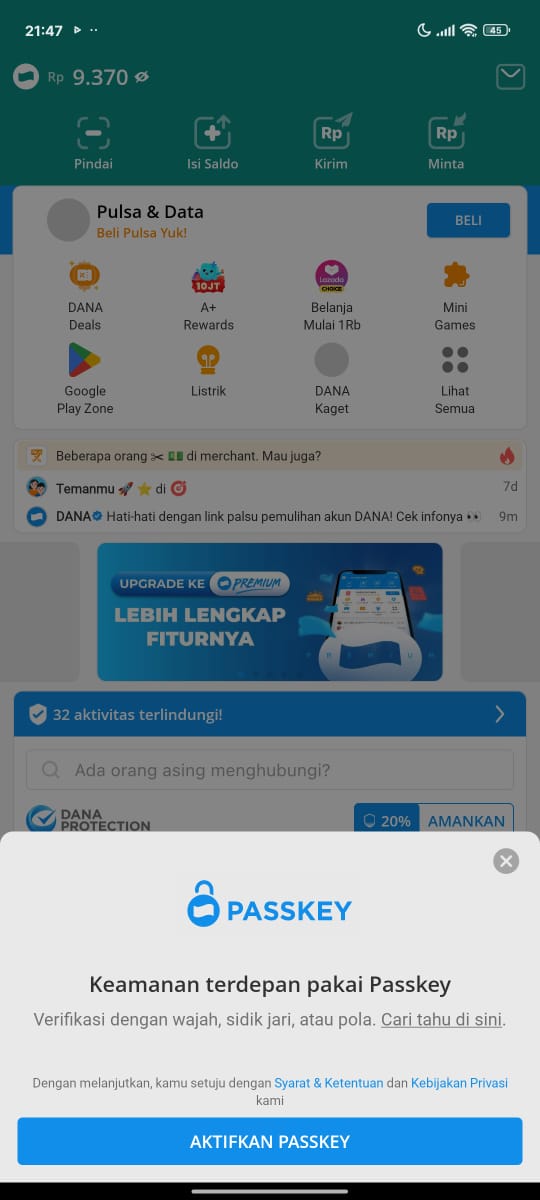 21:47
45
Rp 9.370
Pindai
Isi Saldo
Rp
Kirim
Rp
Minta
Pulsa & Data
Beli Pulsa Yuk!
BELI
DANA
Deals
10JT
A+
Rewards
Lazada
CHOICE
Belanja
Mulai 1Rb
Mini
Games
Google
Play Zone
Listrik
DANA
Kaget
Lihat
Semua
Beberapa orang ✂ 💵 di merchant. Mau juga?
Temanmu 🚀 ⭐ di 🎯
7d
DANA Hati-hati dengan link palsu pemulihan akun DANA! Cek infonya 👀
9m
UPGRADE KE PREMIUM
LEBIH LENGKAP
FITURNYA
32 aktivitas terlindungi!
Ada orang asing menghubungi?
DANA
PROTECTION
20%
AMANKAN
PASSKEY
Keamanan terdepan pakai Passkey
Verifikasi dengan wajah, sidik jari, atau pola. Cari tahu di sini.
Dengan melanjutkan, kamu setuju dengan Syarat & Ketentuan dan Kebijakan Privasi
kami
AKTIFKAN PASSKEY